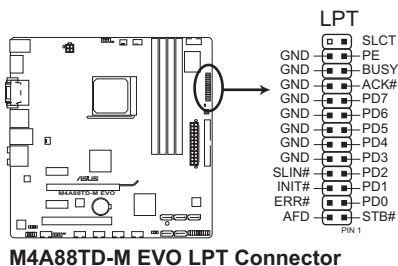 LPT
SLCT
GND PE
GND BUSY
GND ACK#
GND PD7
GND PD6
GND PD5
GND PD4
GND PD3
SLIN# PD2
INIT# PD1
ERR# PD0
AFD STB#
PIN 1
ASUS
M4A88TD-M EVO
M4A88TD-M EVO LPT Connector